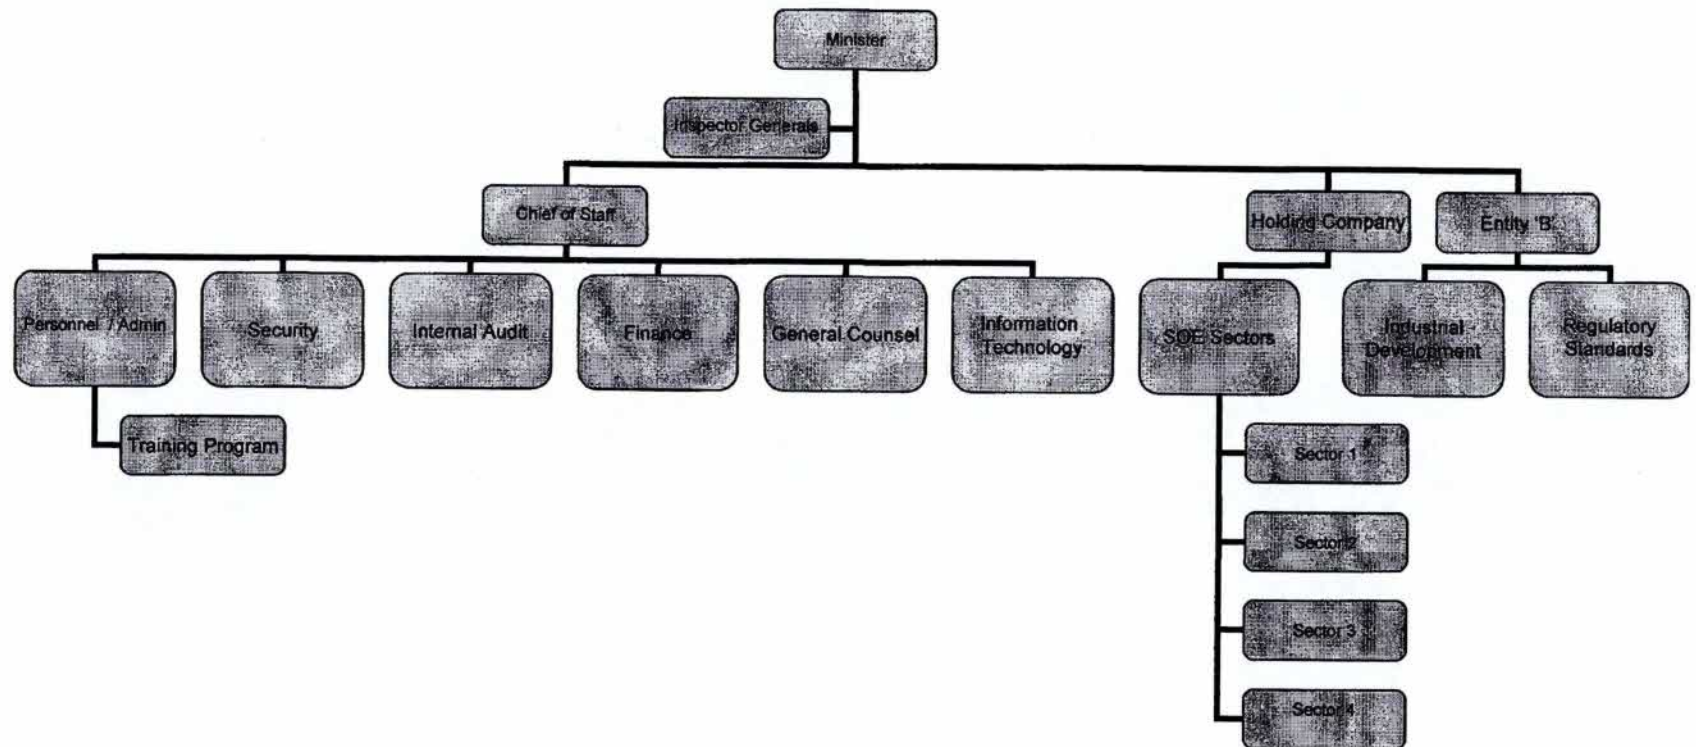 Minister
Inspector Generals
Chief of Staff
Holding Company
Entity 'B'
Personnel / Admin
Security
Internal Audit
Finance
General Counsel
Information
Technology
SOE Sectors
Industrial
Development
Regulatory
Standards
Training Program
Sector 1
Sector 2
Sector 3
Sector 4